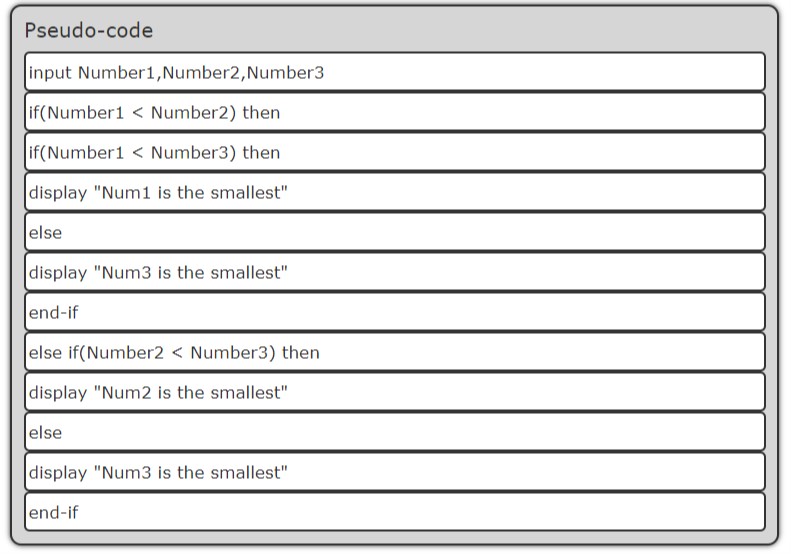 Pseudo-code
input Number1,Number2,Number3
if(Number1 < Number2) then
if(Number1 < Number3) then
display "Num1 is the smallest"
else
display "Num3 is the smallest"
end-if
else if(Number2 < Number3) then
display "Num2 is the smallest"
else
display "Num3 is the smallest"
end-if